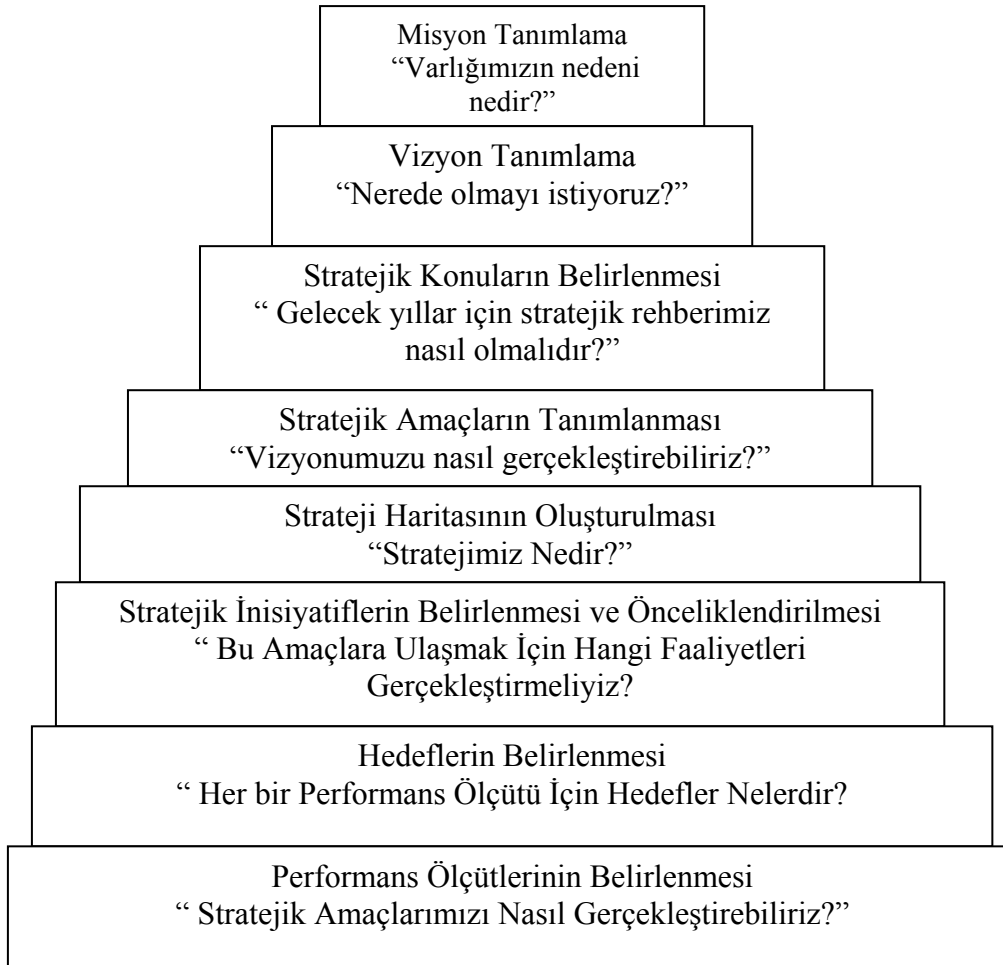 Misyon Tanımlama
“Varlığımızın nedeni
nedir?”
Vizyon Tanımlama
“Nerede olmayı istiyoruz?”
Stratejik Konuların Belirlenmesi
“ Gelecek yıllar için stratejik rehberimiz
nasıl olmalıdır?”
Stratejik Amaçların Tanımlanması
“Vizyonumuzu nasıl gerçekleştirebiliriz?”
Strateji Haritasının Oluşturulması
“Stratejimiz Nedir?”
Stratejik İnisiyatiflerin Belirlenmesi ve Önceliklendirilmesi
“ Bu Amaçlara Ulaşmak İçin Hangi Faaliyetleri
Gerçekleştirmeliyiz?
Hedeflerin Belirlenmesi
“ Her bir Performans Ölçütü İçin Hedefler Nelerdir?
Performans Ölçütlerinin Belirlenmesi
“ Stratejik Amaçlarımızı Nasıl Gerçekleştirebiliriz?”